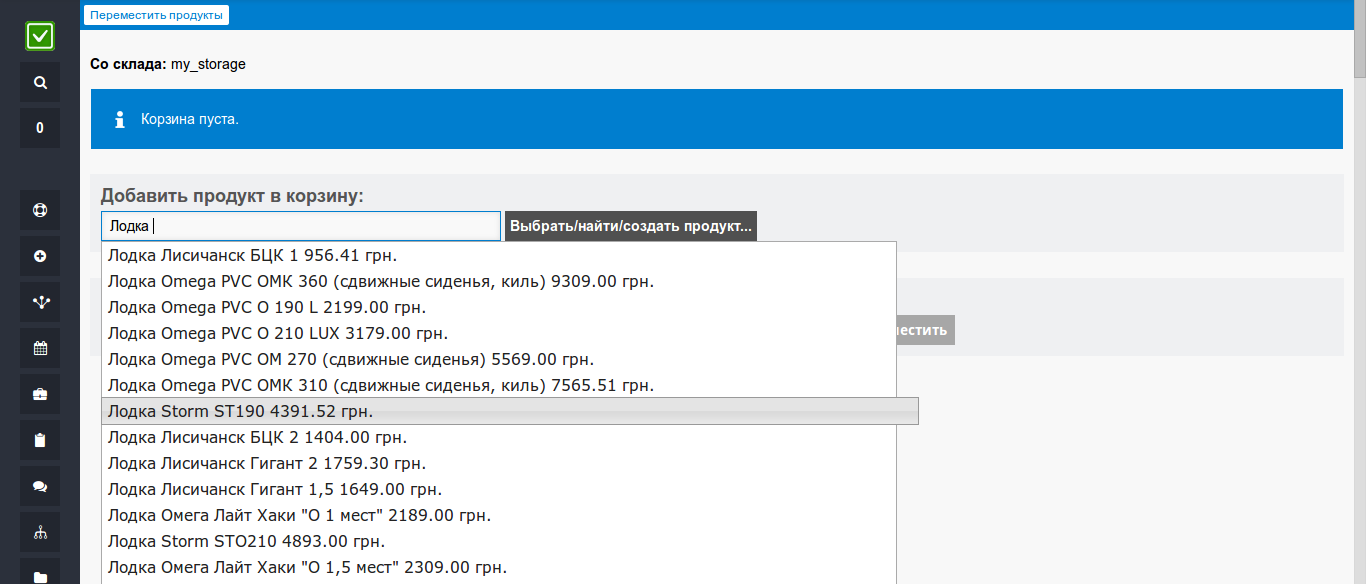 Переместить продукты
Со склада: my_storage
0
Корзина пуста.
Добавить продукт в корзину:
Лодка
Выбрать/найти/создать продукт...
Лодка Лисичанск БЦК 1 956.41 грн.
Лодка Omega PVC ОМК 360 (сдвижные сиденья, киль) 9309.00 грн.
Лодка Omega PVC О 190 L 2199.00 грн.
Лодка Omega PVC О 210 LUX 3179.00 грн.
Лодка Omega PVC ОМ 270 (сдвижные сиденья) 5569.00 грн.
Лодка Omega PVC ОМК 310 (сдвижные сиденья, киль) 7565.51 грн.
Лодка Storm ST190 4391.52 грн.
Лодка Лисичанск БЦК 2 1404.00 грн.
Лодка Лисичанск Гигант 2 1759.30 грн.
Лодка Лисичанск Гигант 1,5 1649.00 грн.
Лодка Омега Лайт Хаки "О 1 мест" 2189.00 грн.
Лодка Storm STO210 4893.00 грн.
Лодка Омега Лайт Хаки "О 1,5 мест" 2309.00 грн.